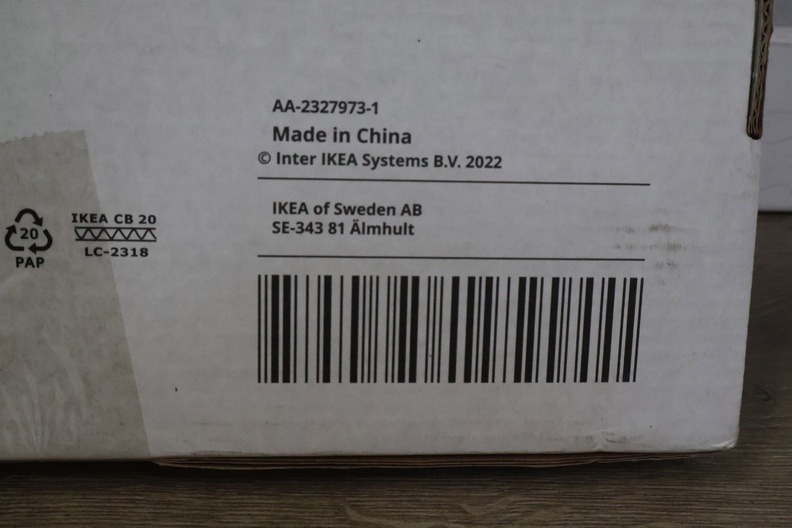 AA-2327973-1
Made in China
© Inter IKEA Systems B.V. 2022
IKEA of Sweden AB
SE-343 81 Älmhult
20
PAP
IKEA CB 20
LC-2318